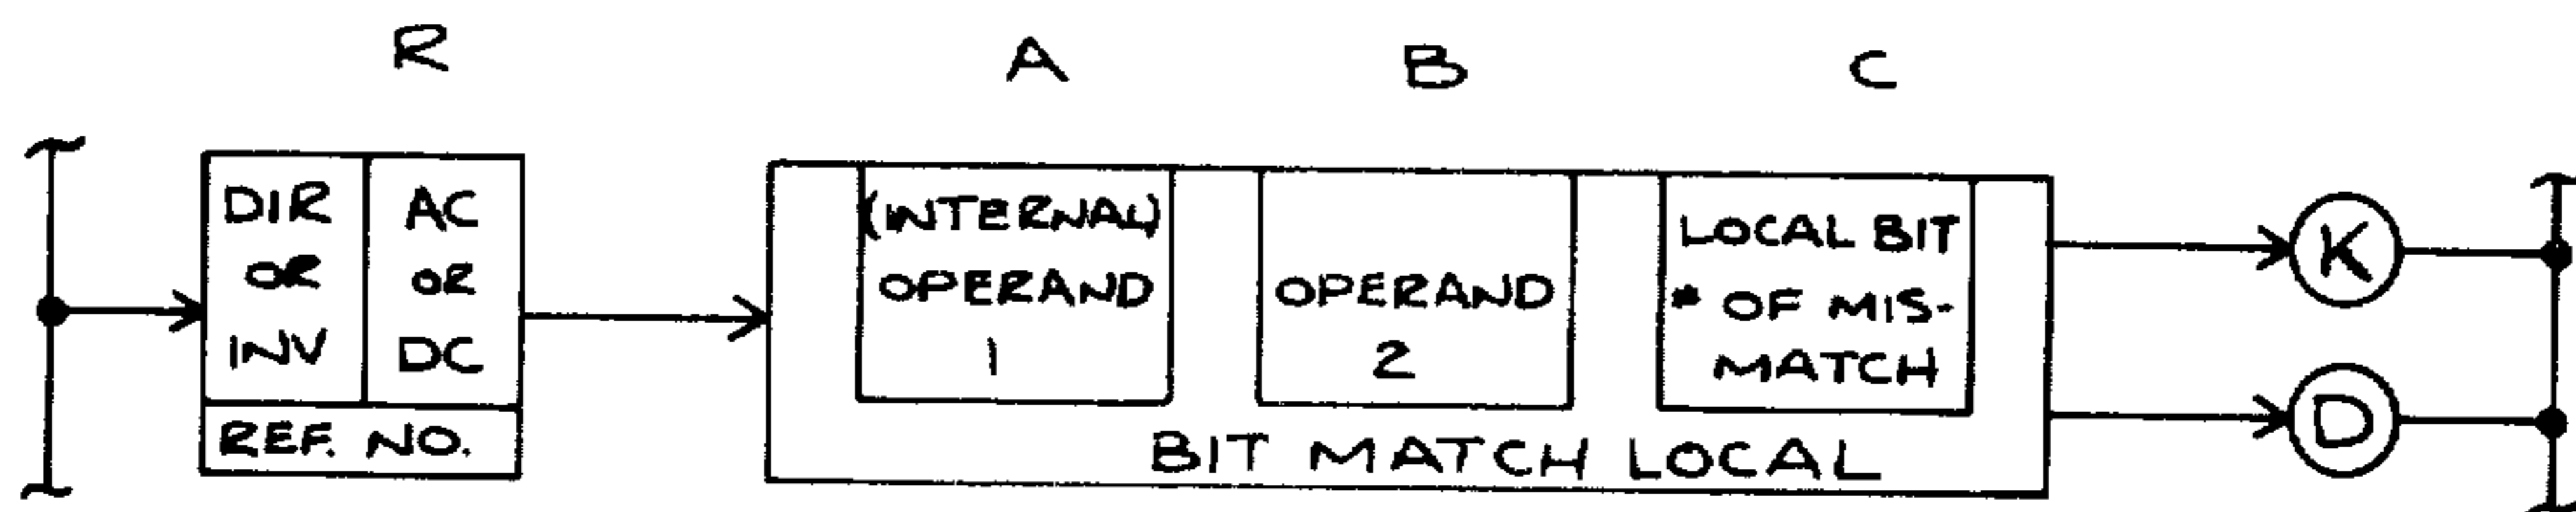 R A B C
DIR
OR
INV
AC
OR
DC
REF. NO.
(INTERNAL)
OPERAND
1
OPERAND
2
LOCAL BIT
# OF MIS-
MATCH
BIT MATCH LOCAL
K
D